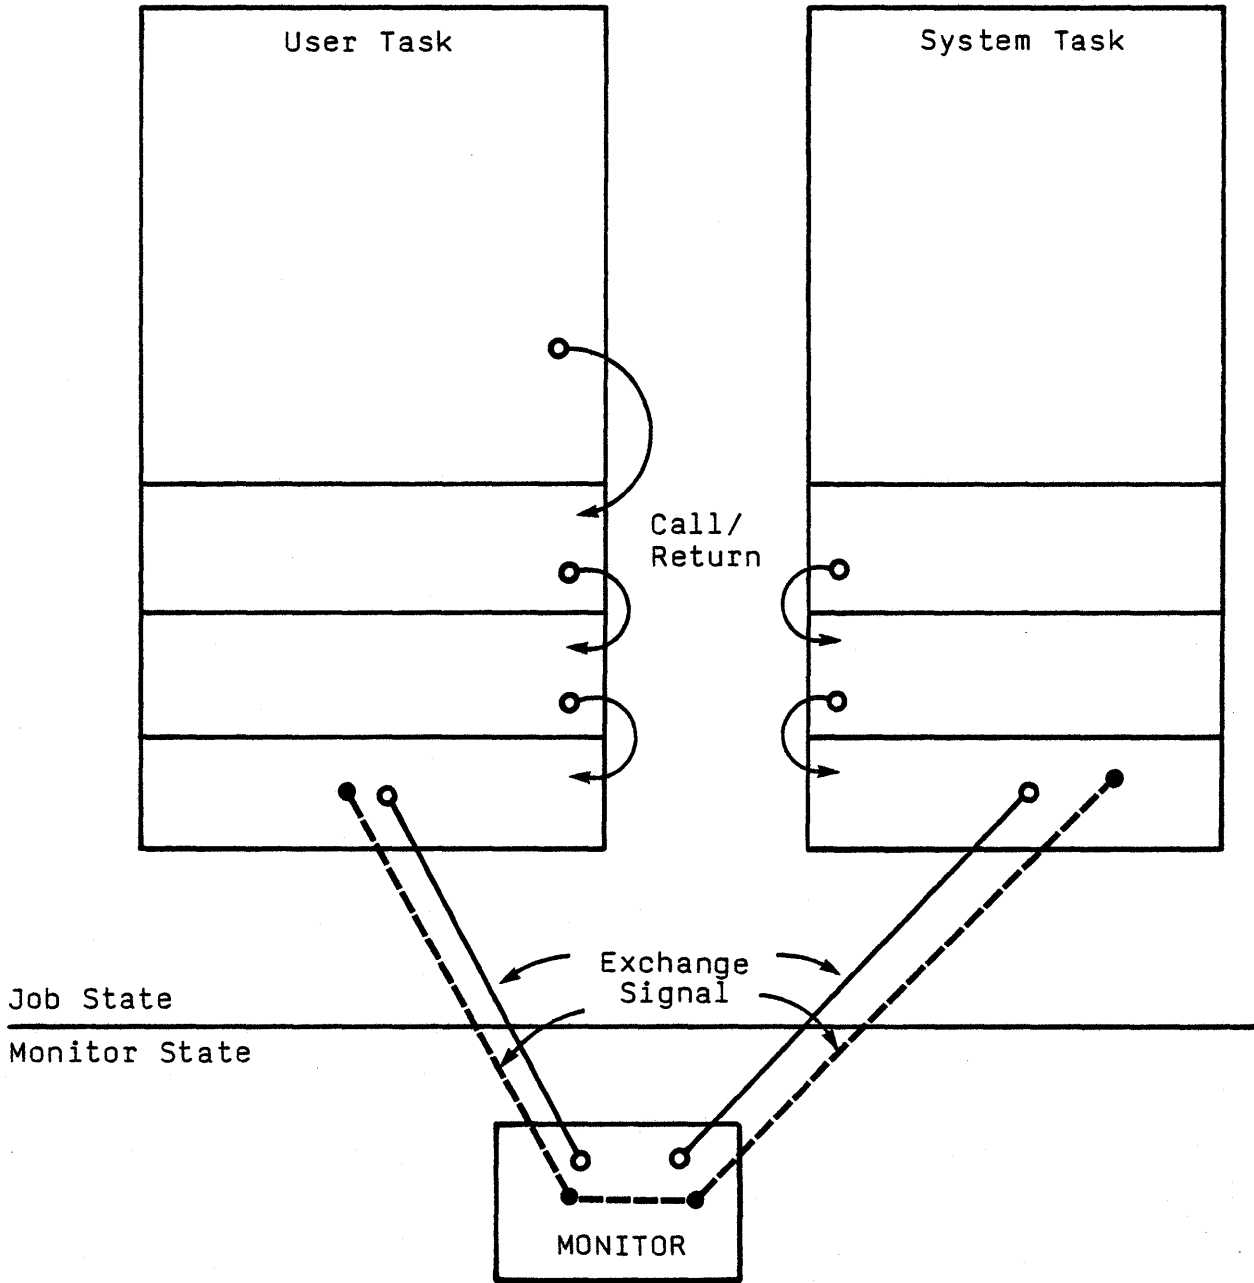 User Task
System Task
Call/
Return
Exchange
Signal
Job State
Monitor State
MONITOR